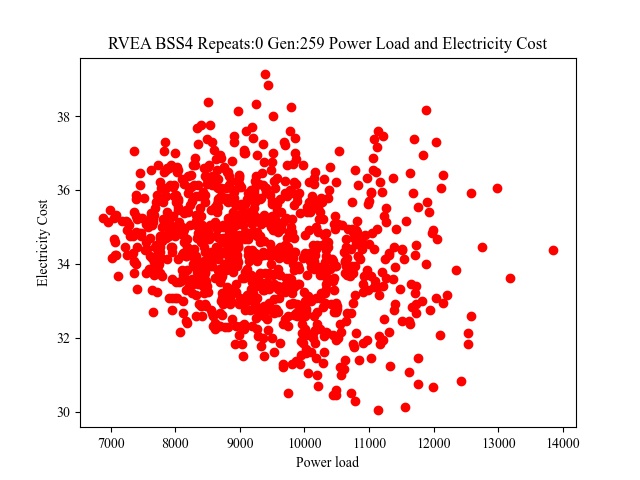 RVEA BSS4 Repeats:0 Gen:259 Power Load and Electricity Cost
Electricity Cost
38
36
34
32
30
7000 8000 9000 10000 11000 12000 13000 14000
Power load